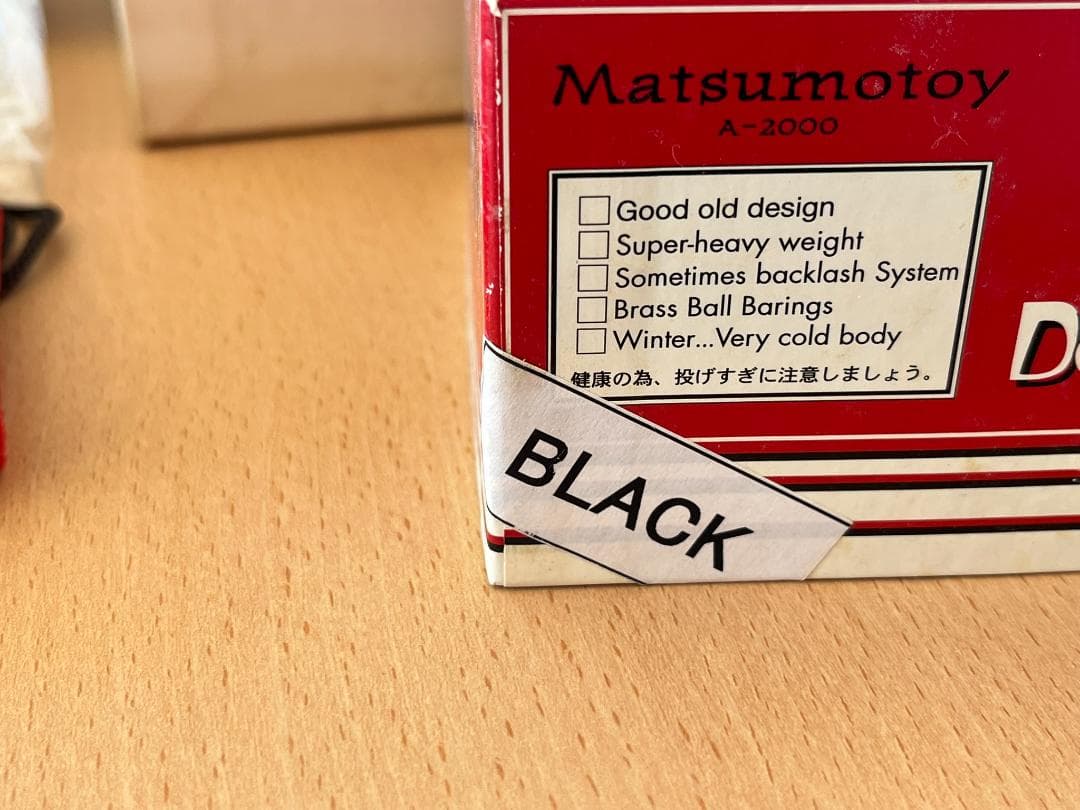 Matsumotoy
A-2000
Good old design
Super-heavy weight
Sometimes backlash System
Brass Ball Barings
Winter...Very cold body
健康の為、投げすぎに注意しましょう。
BLACK